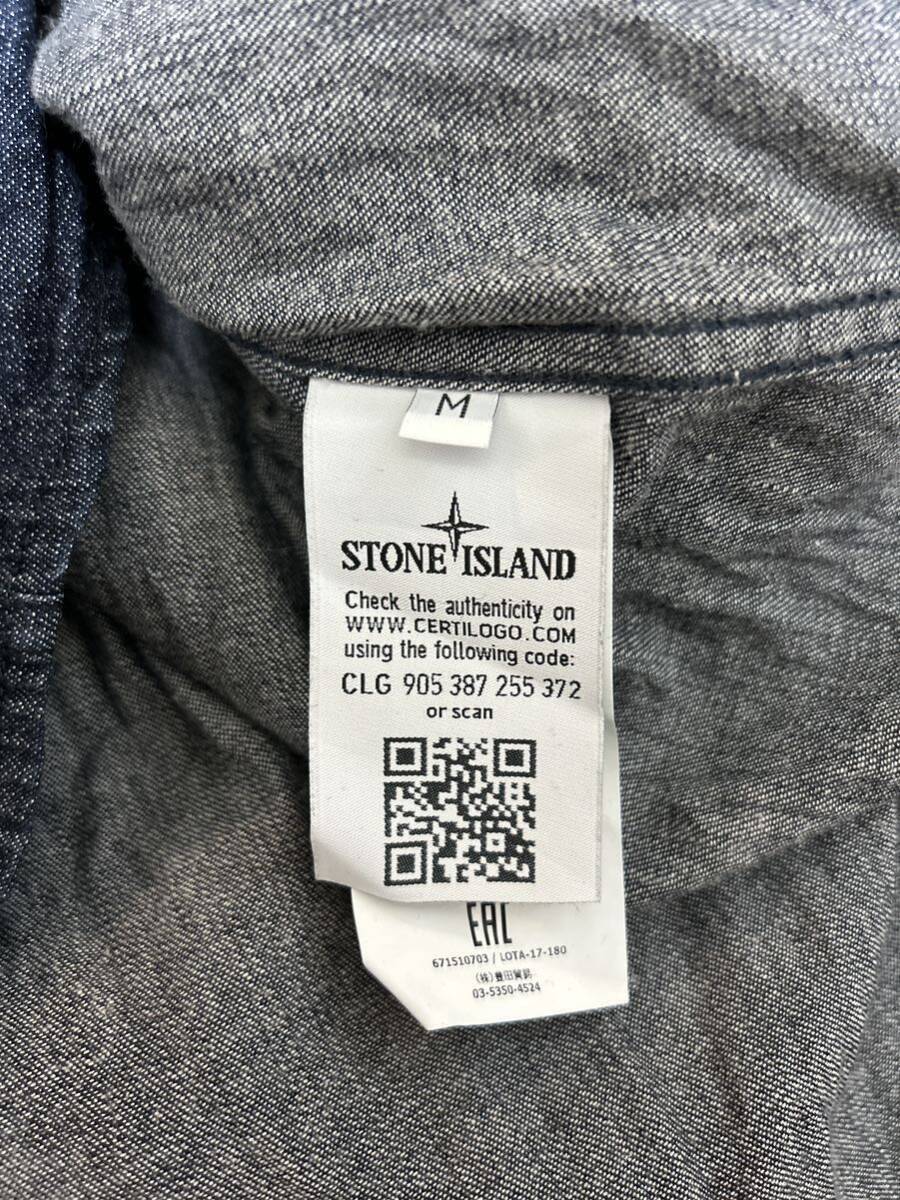 M
STONE ISLAND
Check the authenticity on
WWW.CERTILOGO.COM
using the following code:
CLG 905 387 255 372
or scan
EAC
671510703 / LOTA-17-180
(株)豊田貿易
03-5350-4524